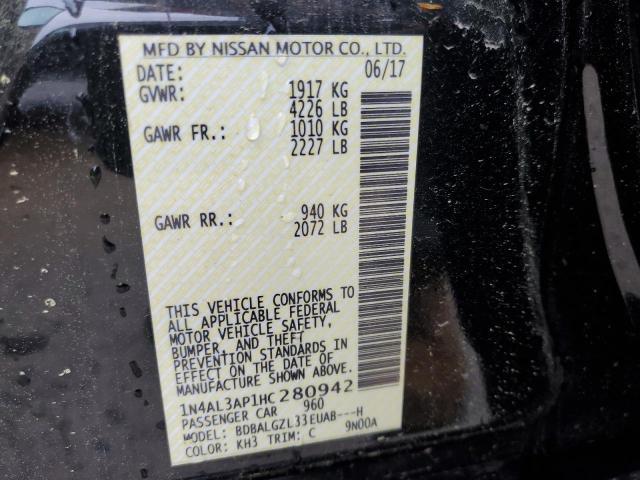 MFD BY NISSAN MOTOR CO., LTD.
DATE: 06/17
GVWR: 1917 KG
4226 LB
GAWR FR.: 1010 KG
2227 LB
GAWR RR.: 940 KG
2072 LB
THIS VEHICLE CONFORMS TO
ALL APPLICABLE FEDERAL
MOTOR VEHICLE SAFETY,
BUMPER, AND THEFT
PREVENTION STANDARDS IN
EFFECT ON THE DATE OF
MANUFACTURE SHOWN ABOVE.
1N4AL3AP1HC280942
PASSENGER CAR 960
MODEL: BDBALGZL33EUAB---H
COLOR: KH3 TRIM: C 9N00A